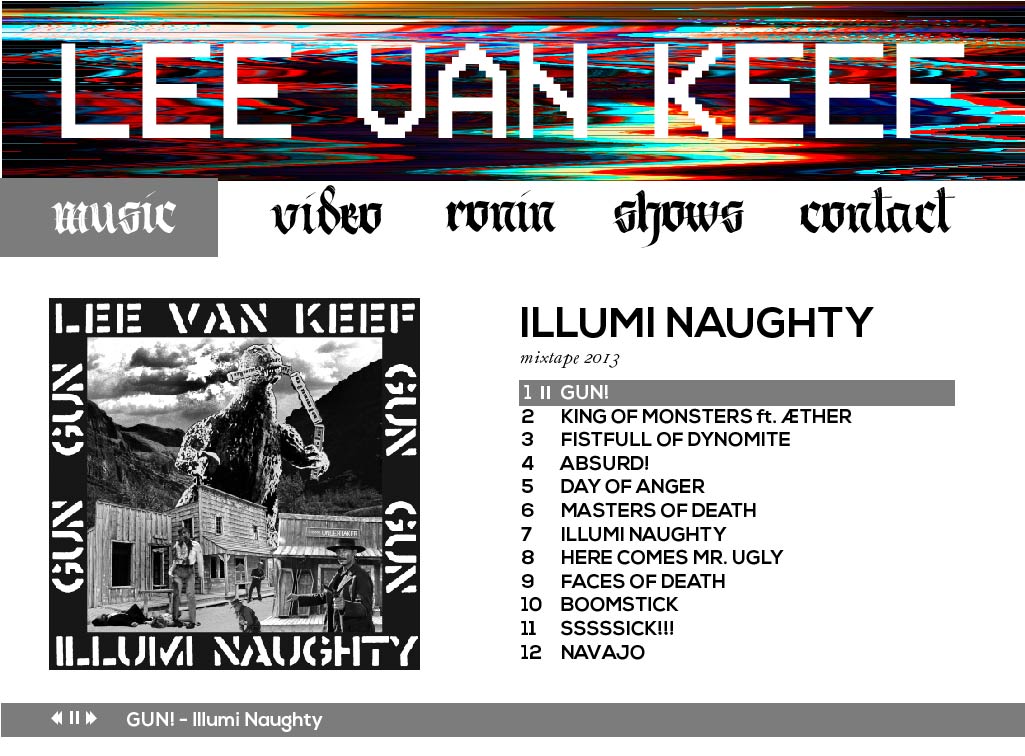 LEE VAN KEEF
music video ronin shows contact
LEE VAN KEEF
GUN
GUN
GUN
GUN
UNDERTAKER
ILLUMI NAUGHTY
ILLUMI NAUGHTY
mixtape 2013
1 GUN!
2 KING OF MONSTERS ft. ÆTHER
3 FISTFULL OF DYNOMITE
4 ABSURD!
5 DAY OF ANGER
6 MASTERS OF DEATH
7 ILLUMI NAUGHTY
8 HERE COMES MR. UGLY
9 FACES OF DEATH
10 BOOMSTICK
11 SSSSSICK!!!
12 NAVAJO
GUN! - Illumi Naughty